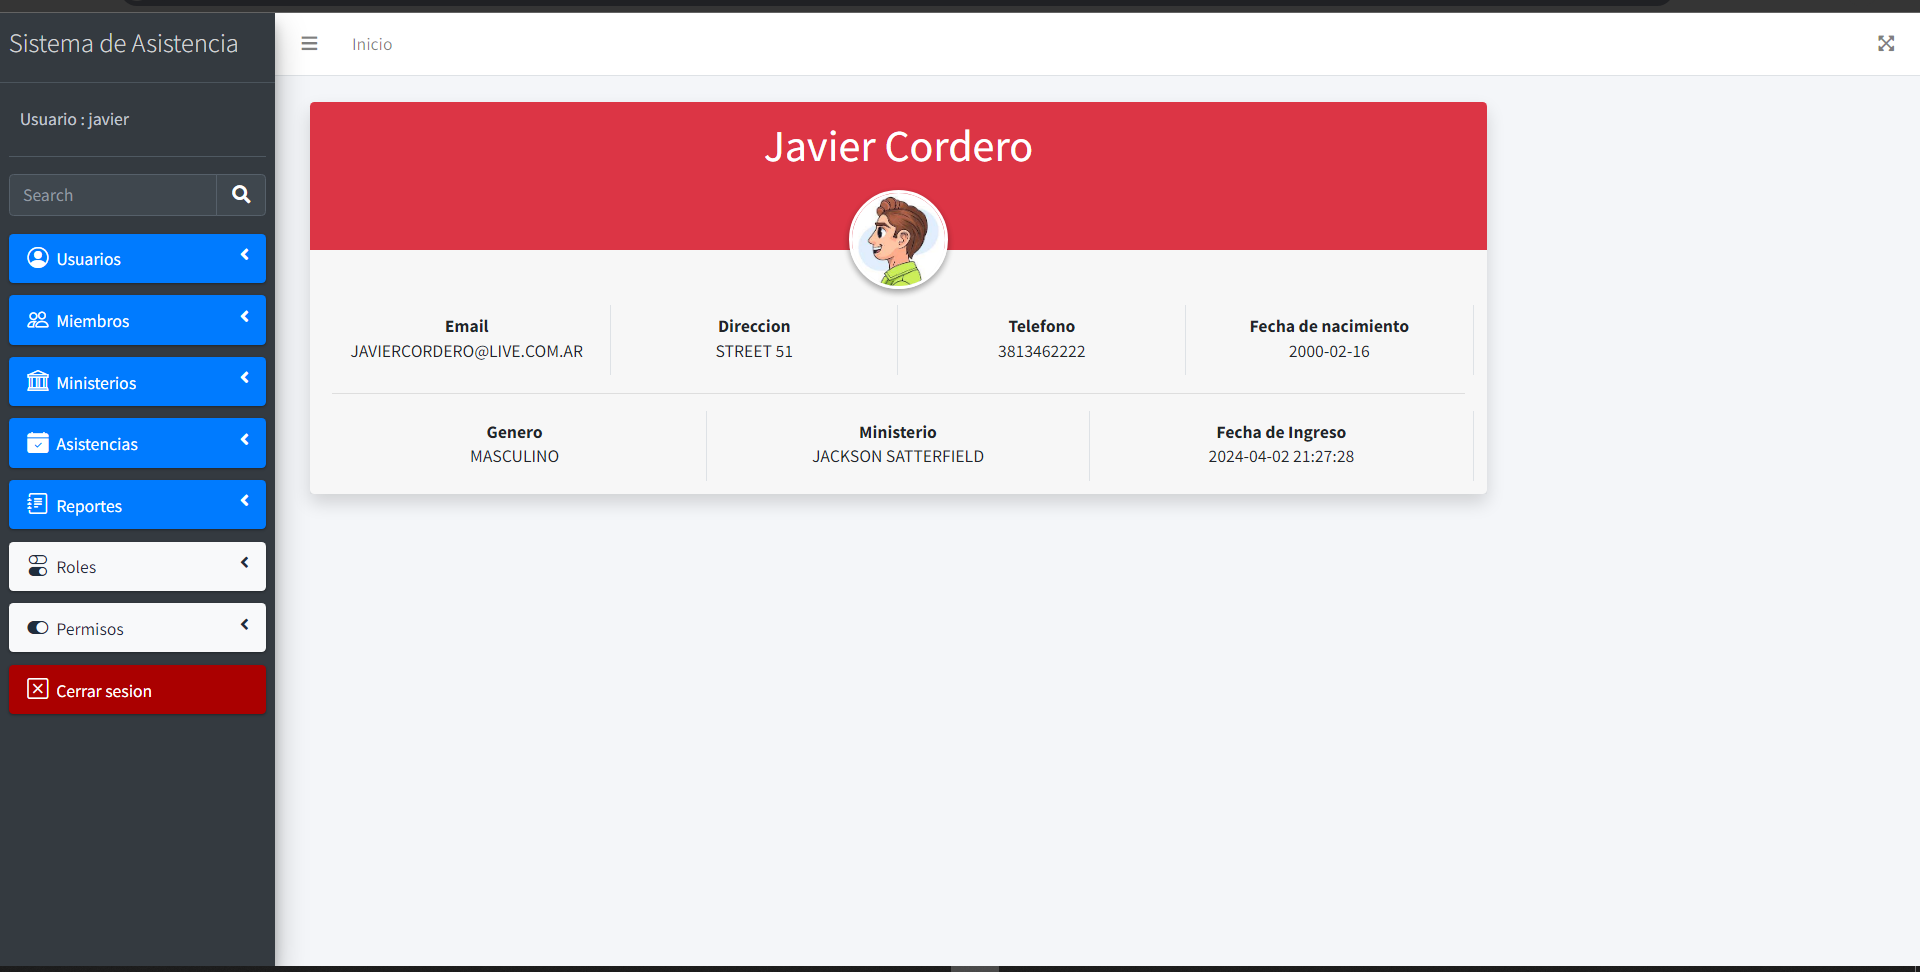 Sistema de Asistencia
Inicio
Usuario : javier
Search
Usuarios
Miembros
Ministerios
Asistencias
Reportes
Roles
Permisos
Cerrar sesion
Javier Cordero
Email
JAVIERCORDERO@LIVE.COM.AR
Direccion
STREET 51
Telefono
3813462222
Fecha de nacimiento
2000-02-16
Genero
MASCULINO
Ministerio
JACKSON SATTERFIELD
Fecha de Ingreso
2024-04-02 21:27:28